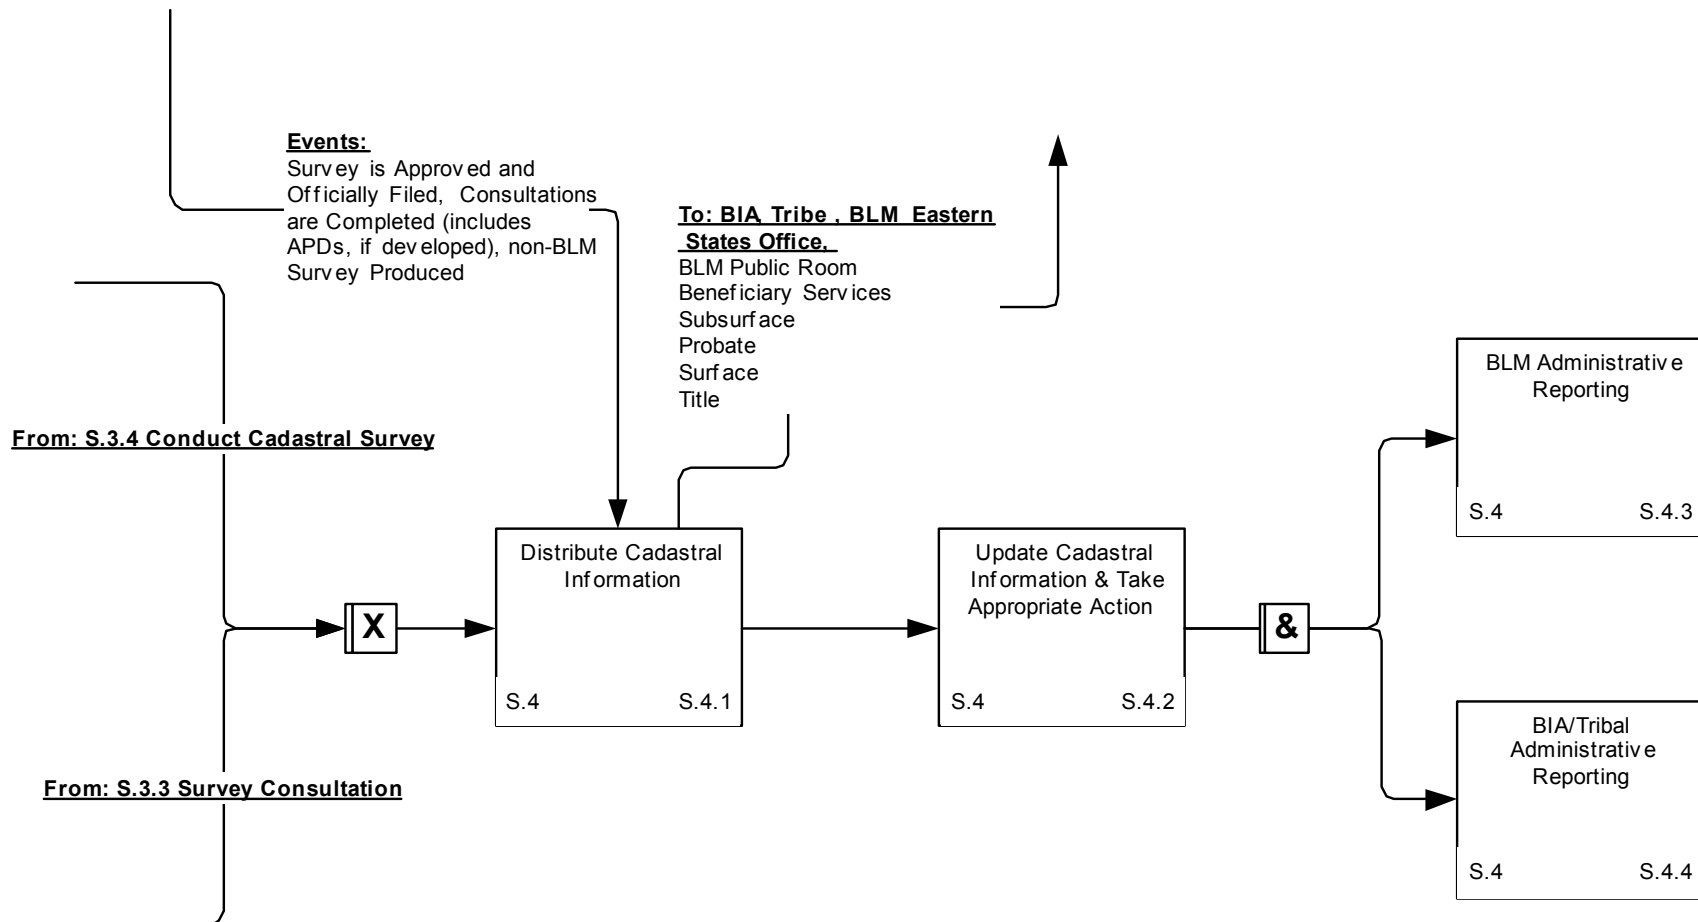 Events:
Survey is Approved and
Officially Filed, Consultations
are Completed (includes
APDs, if developed), non-BLM
Survey Produced
To: BIA, Tribe , BLM Eastern
States Office,
BLM Public Room
Beneficiary Services
Subsurface
Probate
Surface
Title
From: S.3.4 Conduct Cadastral Survey
BLM Administrative
Reporting
S.4 S.4.3
Distribute Cadastral
Information
S.4 S.4.1
Update Cadastral
Information & Take
Appropriate Action
S.4 S.4.2
X
&
From: S.3.3 Survey Consultation
BIA/Tribal
Administrative
Reporting
S.4 S.4.4